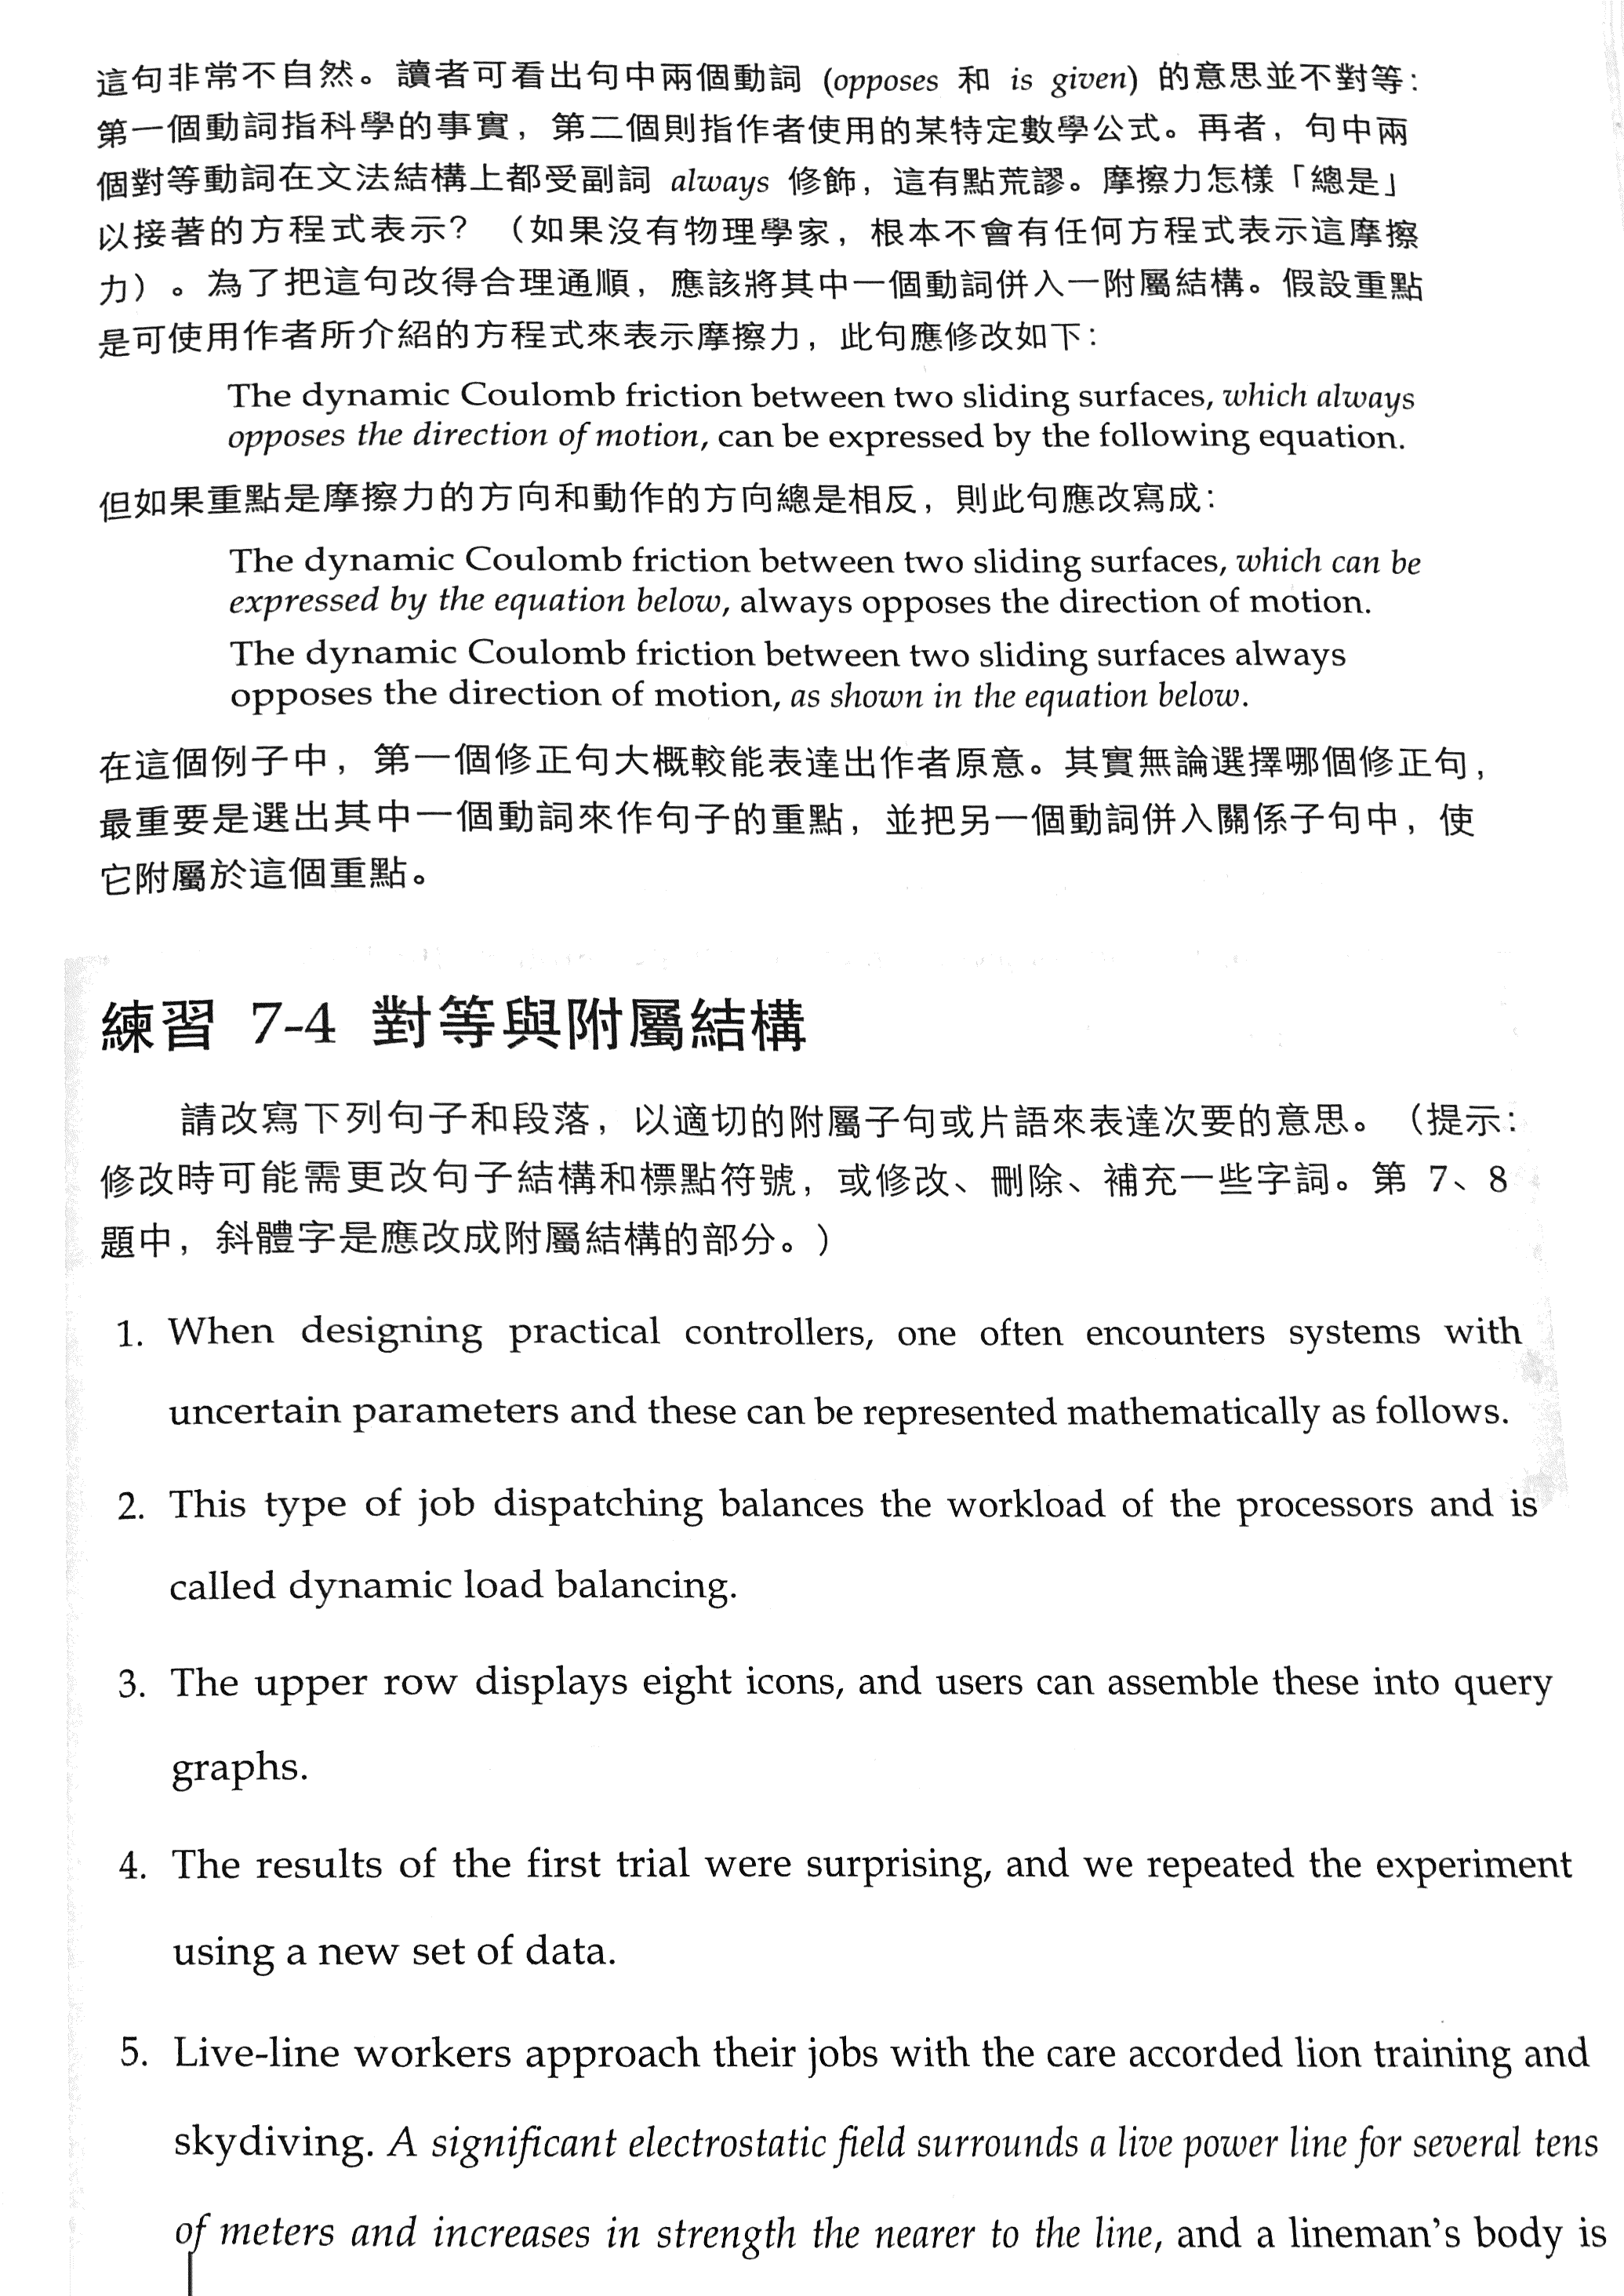 這句非常不自然。讀者可看出句中兩個動詞 (opposes 和 is given) 的意思並不對等：
第一個動詞指科學的事實，第二個則指作者使用的某特定數學公式。再者，句中兩
個對等動詞在文法結構上都受副詞 always 修飾，這有點荒謬。摩擦力怎樣「總是」
以接著的方程式表示？（如果沒有物理學家，根本不會有任何方程式表示這摩擦
力）。為了把這句改得合理通順，應該將其中一個動詞併入一附屬結構。假設重點
是可使用作者所介紹的方程式來表示摩擦力，此句應修改如下：
The dynamic Coulomb friction between two sliding surfaces, which always
opposes the direction of motion, can be expressed by the following equation.
但如果重點是摩擦力的方向和動作的方向總是相反，則此句應改寫成：
The dynamic Coulomb friction between two sliding surfaces, which can be
expressed by the equation below, always opposes the direction of motion.
The dynamic Coulomb friction between two sliding surfaces always
opposes the direction of motion, as shown in the equation below.
在這個例子中，第一個修正句大概較能表達出作者原意。其實無論選擇哪個修正句，
最重要是選出其中一個動詞來作句子的重點，並把另一個動詞併入關係子句中，使
它附屬於這個重點。
練習 7-4 對等與附屬結構
請改寫下列句子和段落，以適切的附屬子句或片語來表達次要的意思。（提示：
修改時可能需更改句子結構和標點符號，或修改、刪除、補充一些字詞。第 7、8
題中，斜體字是應改成附屬結構的部分。）
1. When designing practical controllers, one often encounters systems with
uncertain parameters and these can be represented mathematically as follows.
2. This type of job dispatching balances the workload of the processors and is
called dynamic load balancing.
3. The upper row displays eight icons, and users can assemble these into query
graphs.
4. The results of the first trial were surprising, and we repeated the experiment
using a new set of data.
5. Live-line workers approach their jobs with the care accorded lion training and
skydiving. A significant electrostatic field surrounds a live power line for several tens
of meters and increases in strength the nearer to the line, and a lineman's body is